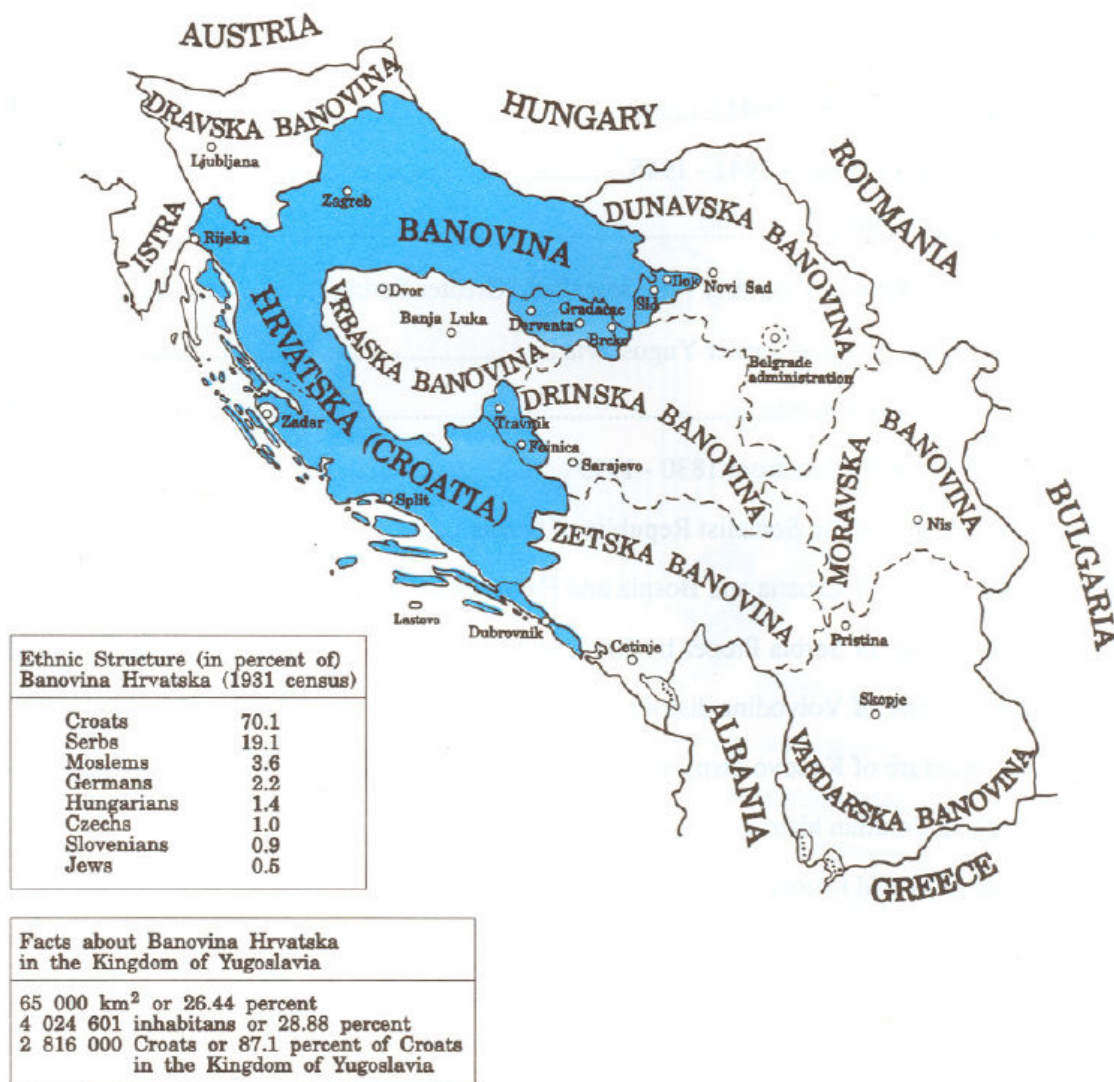 AUSTRIA
DRAVSKA BANOVINA
Ljubljana
HUNGARY
ROUMANIA
ISTRA
Rijeka
Zagreb
BANOVINA
HRVATSKA (CROATIA)
DUNAVSKA BANOVINA
Novi Sad
Ilok
Sid
Dvor
Banja Luka
VRBASKA BANOVINA
Derventa
Gradačac
Brcko
Belgrade
administration
DRINSKA BANOVINA
Travnik
Fojnica
Sarajevo
Zadar
Split
ZETSKA BANOVINA
MORAVSKA
BANOVINA
Nis
BULGARIA
Lastovo
Dubrovnik
Cetinje
Pristina
Skopje
ALBANIA
VARDARSKA BANOVINA
GREECE
Ethnic Structure (in percent of)
Banovina Hrvatska (1931 census)
Croats 70.1
Serbs 19.1
Moslems 3.6
Germans 2.2
Hungarians 1.4
Czechs 1.0
Slovenians 0.9
Jews 0.5
Facts about Banovina Hrvatska
in the Kingdom of Yugoslavia
65 000 km² or 26.44 percent
4 024 601 inhabitans or 28.88 percent
2 816 000 Croats or 87.1 percent of Croats
in the Kingdom of Yugoslavia